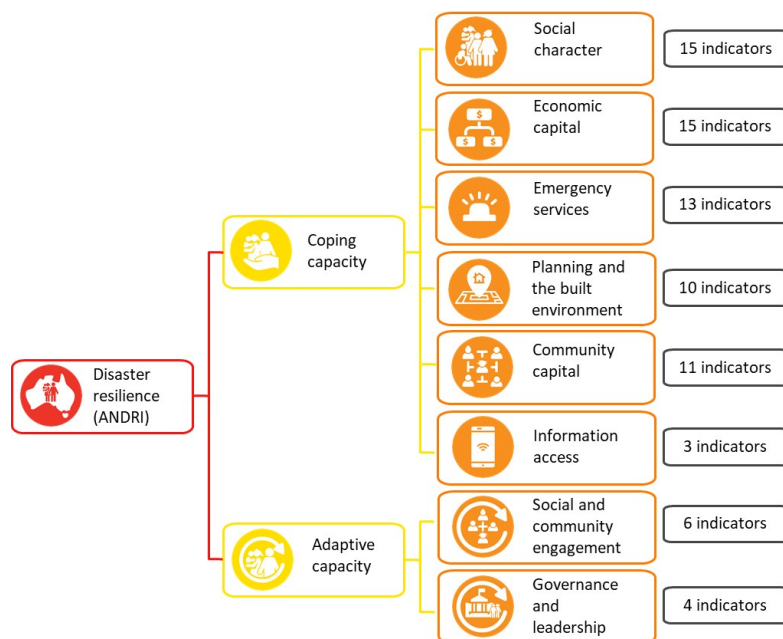 Social
character
15 indicators
Economic
capital
15 indicators
Emergency
services
13 indicators
Coping
capacity
Planning and
the built
environment
10 indicators
Community
capital
11 indicators
Disaster
resilience
(ANDRI)
Information
access
3 indicators
Social and
community
engagement
6 indicators
Adaptive
capacity
Governance
and
leadership
4 indicators